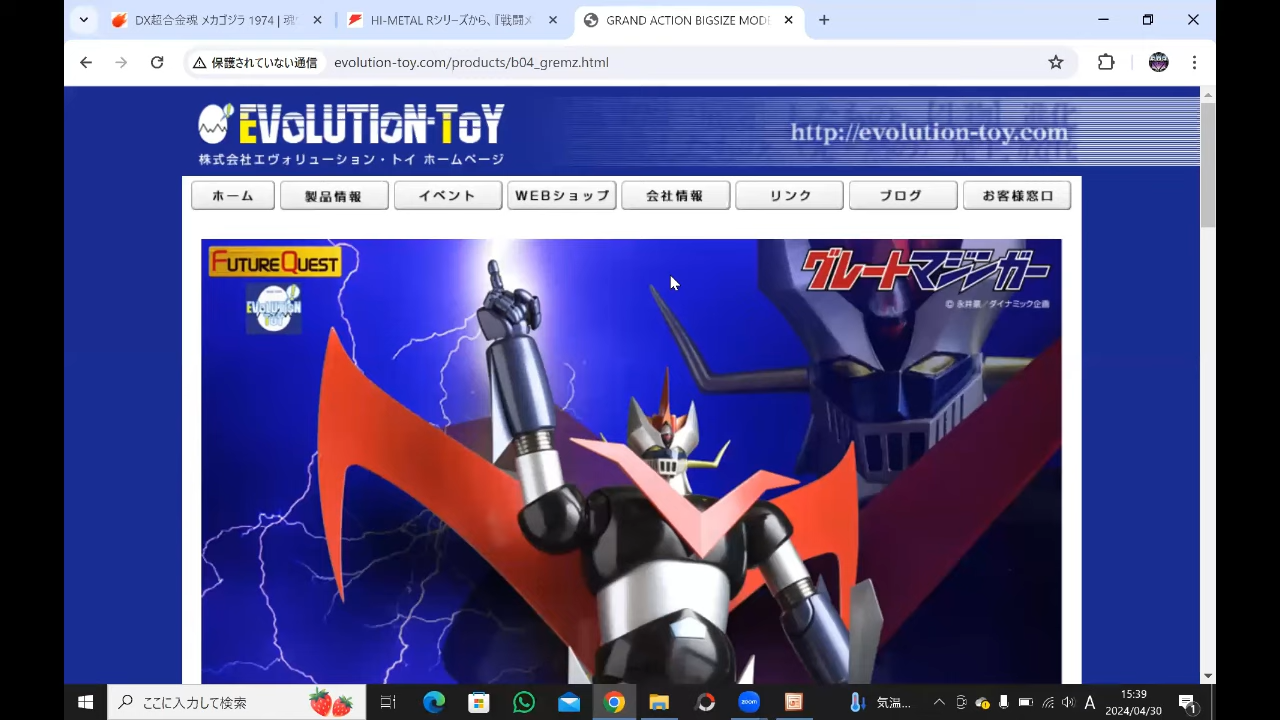 DX超合金魂 メカゴジラ 1974 | 魂
HI-METAL Rシリーズから、『戦闘メ
GRAND ACTION BIGSIZE MODE
保護されていない通信
evolution-toy.com/products/b04_gremz.html
EVOLUTION-TOY
株式会社エヴォリューション・トイ ホームページ
http://evolution-toy.com
ホーム
製品情報
イベント
WEBショップ
会社情報
リンク
ブログ
お客様窓口
FUTUREQUEST
EVOLUTION TOY
グレートマジンガー
© 永井豪／ダイナミック企画
ここに入力して検索
zoom
気温...
A
15:39
2024/04/30
1